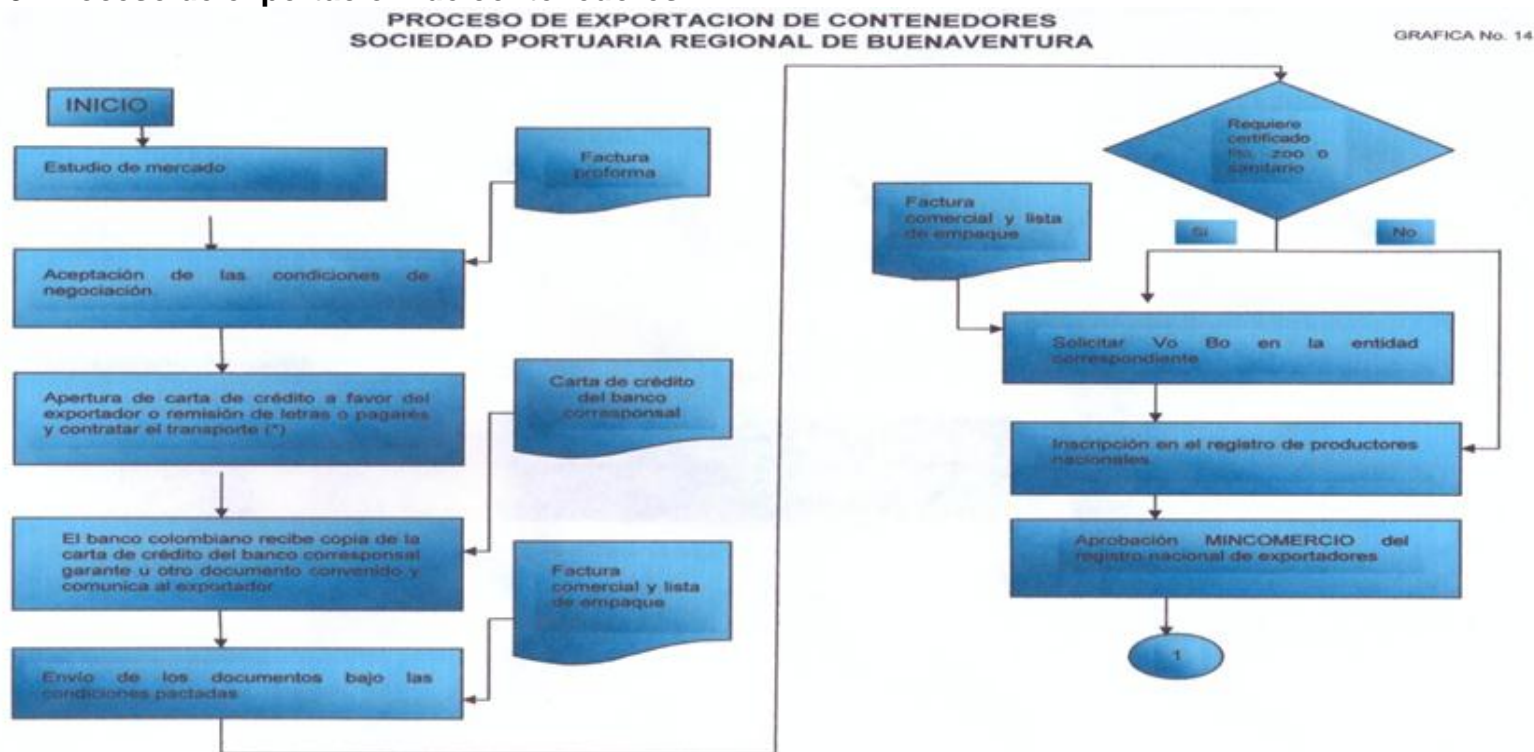 PROCESO DE EXPORTACION DE CONTENEDORES
SOCIEDAD PORTUARIA REGIONAL DE BUENAVENTURA
GRAFICA No. 14
INICIO
Estudio de mercado
Factura
proforma
Aceptación de las condiciones de
negociación.
Apertura de carta de crédito a favor del
exportador o remisión de letras o pagarés
y contratar el transporte (*)
Carta de crédito
del banco
corresponsal
El banco colombiano recibe copia de la
carta de crédito del banco corresponsal
garante u otro documento convenido y
comunica al exportador
Factura
comercial y lista
de empaque
Envío de los documentos bajo las
condiciones pactadas
Requiere
certificado
fito, zoo o
sanitario
Factura
comercial y lista
de empaque
Si
No
Solicitar Vo Bo en la entidad
correspondiente
Inscripción en el registro de productores
nacionales
Aprobación MINCOMERCIO del
registro nacional de exportadores
1